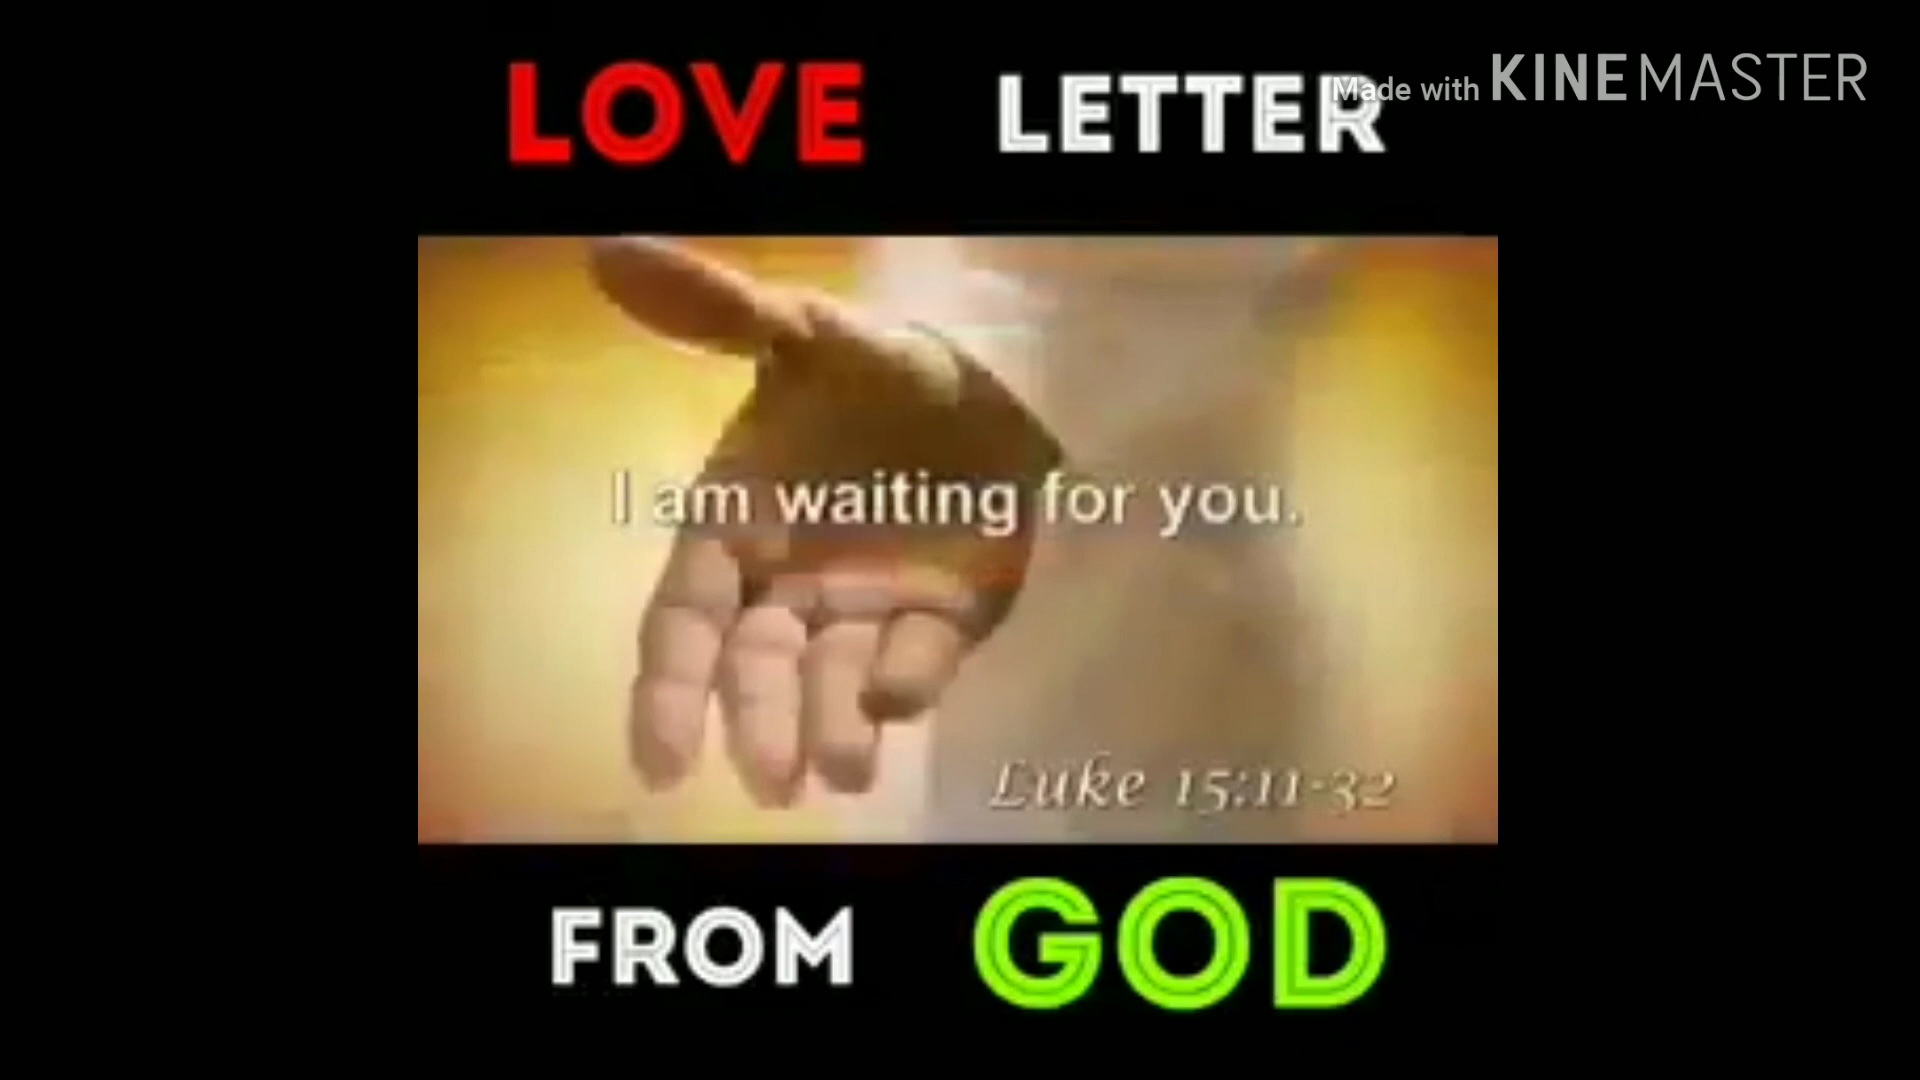 LOVE LETTER
Made with KINEMASTER
I am waiting for you.
Luke 15:11-32
FROM GOD